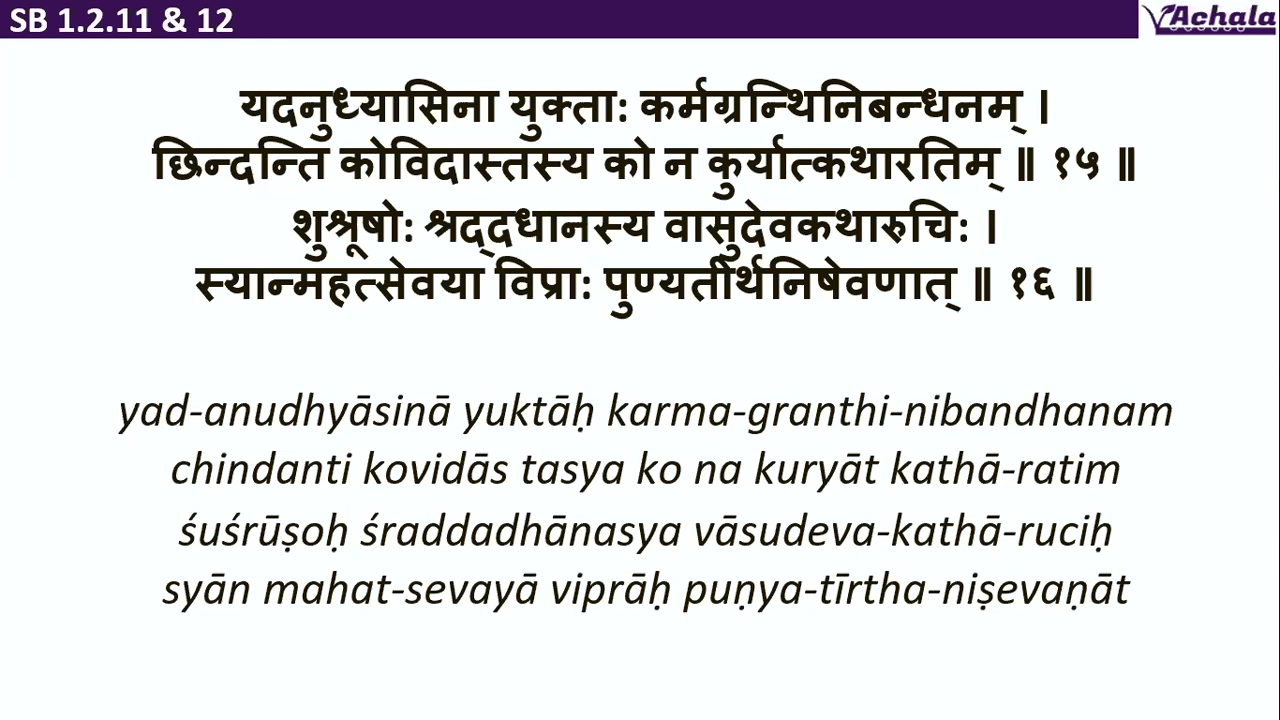 SB 1.2.11 & 12
Achala
यदनुध्यासिना युक्ताः कर्मग्रन्थिनिबन्धनम् ।
छिन्दन्ति कोविदास्तस्य को न कुर्यात्कथारतिम् ॥ १५ ॥
शुश्रूषोः श्रद्दधानस्य वासुदेवकथारुचिः ।
स्यान्महत्सेवया विप्राः पुण्यतीर्थनिषेवणात् ॥ १६ ॥
yad-anudhyāsinā yuktāḥ karma-granthi-nibandhanam
chindanti kovidās tasya ko na kuryāt kathā-ratim
śuśrūṣoḥ śraddadhānasya vāsudeva-kathā-ruciḥ
syān mahat-sevayā viprāḥ puṇya-tīrtha-niṣevaṇāt